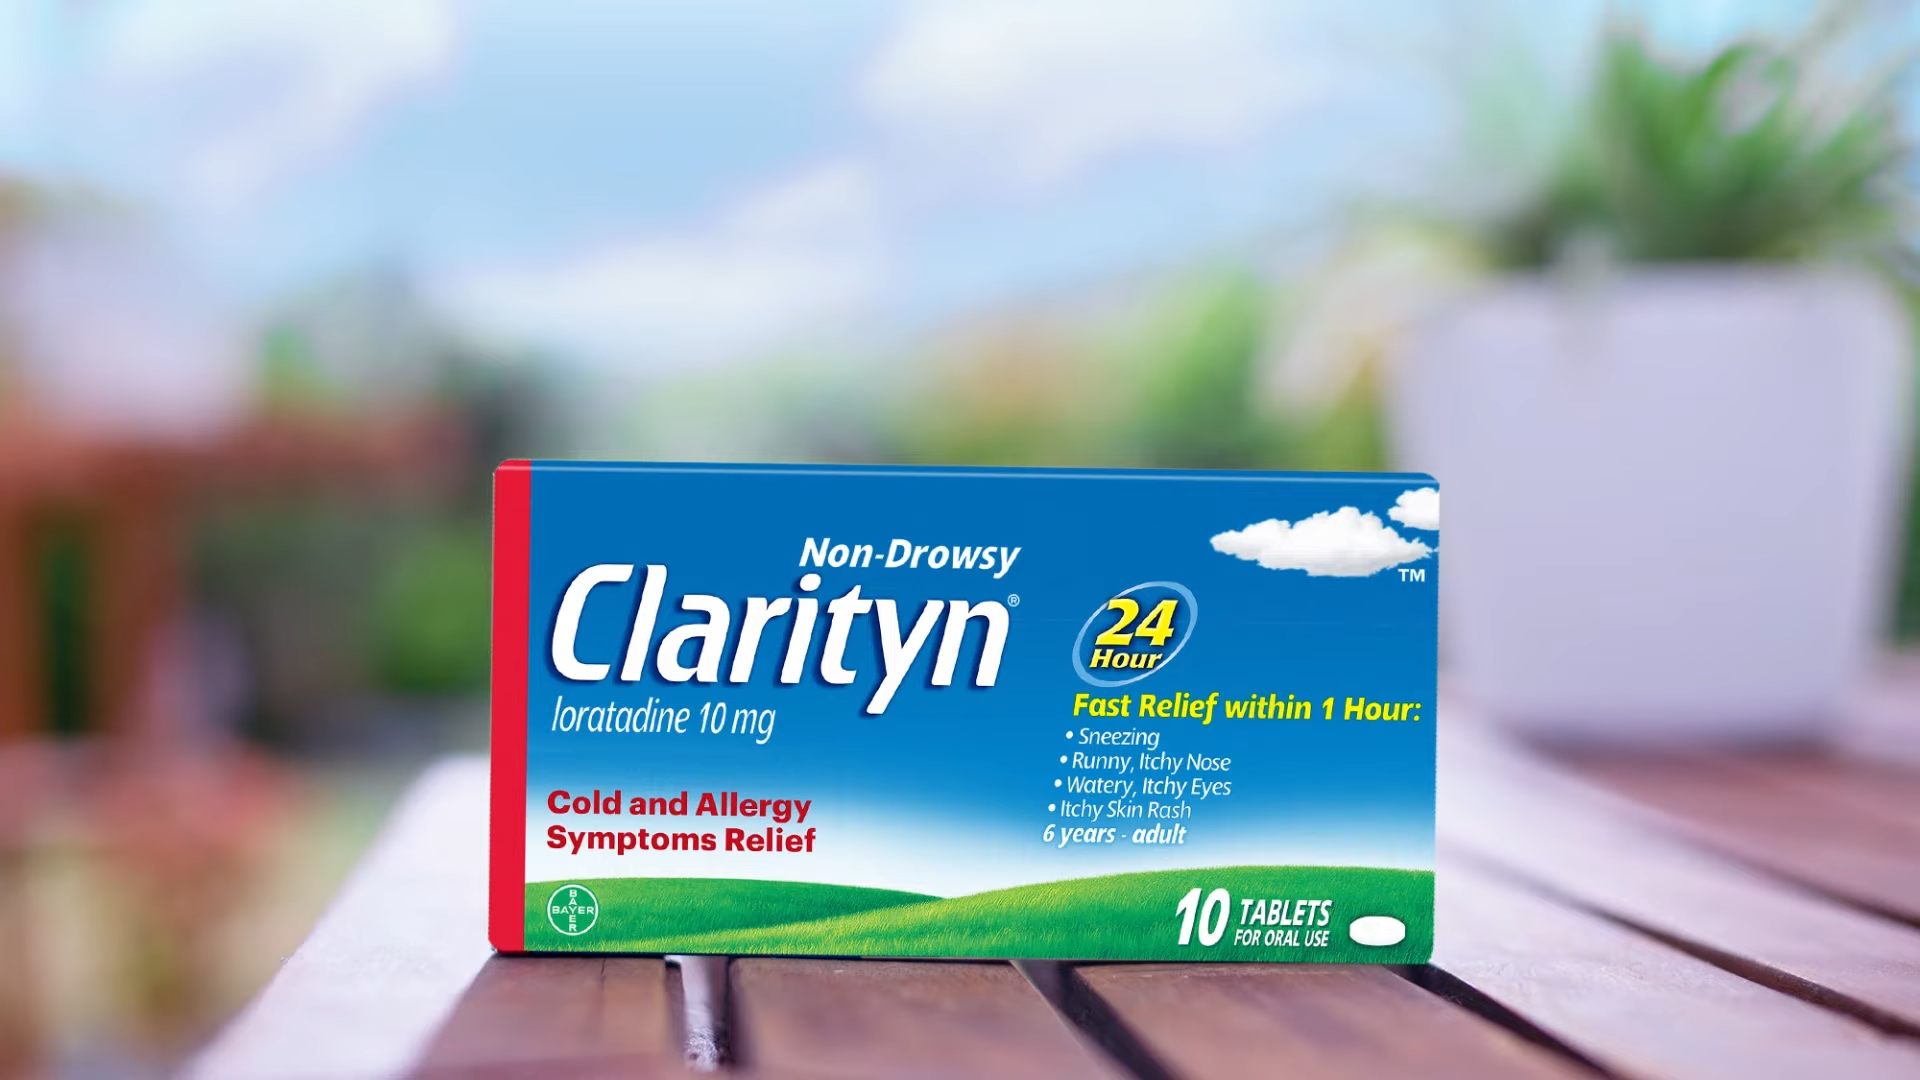 Non-Drowsy
Clarityn®
loratadine 10 mg
Cold and Allergy
Symptoms Relief
BAYER
BAYER
™
24
Hour
Fast Relief within 1 Hour:
• Sneezing
• Runny, Itchy Nose
• Watery, Itchy Eyes
• Itchy Skin Rash
6 years - adult
10 TABLETS
FOR ORAL USE